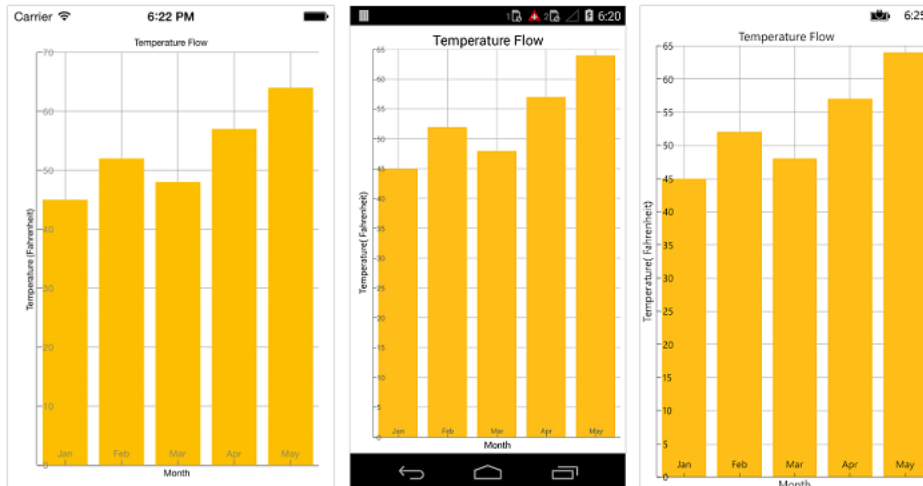 Carrier 6:22 PM
Temperature Flow
70
60
50
40
30
20
10
0
Temperature (Fahrenheit)
Jan Feb Mar Apr May
Month
6:20
Temperature Flow
65
60
55
50
45
40
35
30
25
20
15
10
5
0
Temperature( Fahrenheit)
Jan Feb Mar Apr May
Month
6:25
Temperature Flow
65
60
55
50
45
40
35
30
25
20
15
10
5
0
Temperature( Fahrenheit)
Jan Feb Mar Apr May
Month